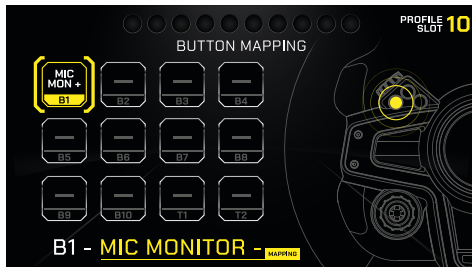 PROFILE SLOT 10
BUTTON MAPPING
MIC MON +
B1 B2 B3 B4
B5 B6 B7 B8
B9 B10 T1 T2
B1 - MIC MONITOR - MAPPING